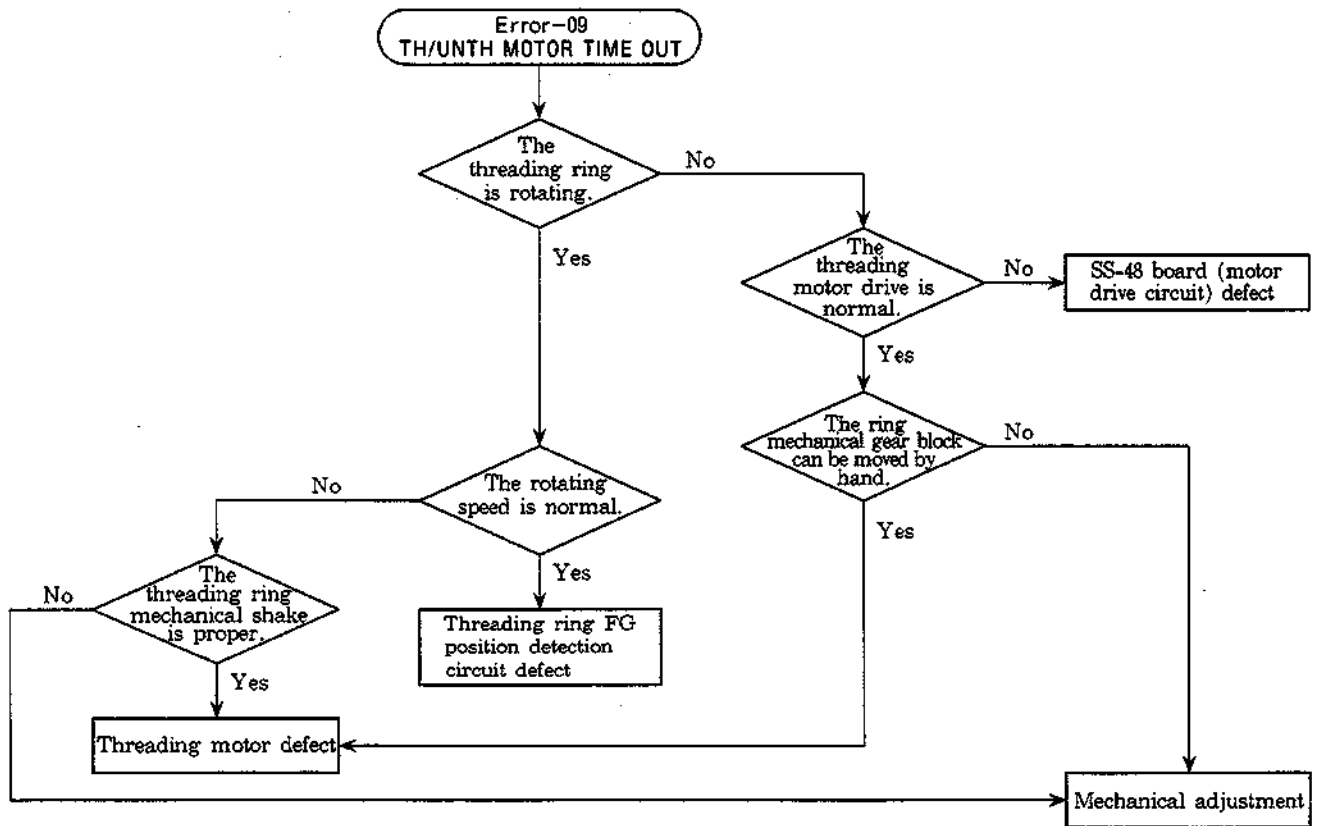 Error-09
TH/UNTH MOTOR TIME OUT
The
threading ring
is rotating.
No
Yes
The
threading
motor drive is
normal.
No
SS-48 board (motor
drive circuit) defect
Yes
The ring
mechanical gear block
can be moved by
hand.
No
Yes
The rotating
speed is normal.
No
Yes
The
threading ring
mechanical shake
is proper.
No
Yes
Threading ring FG
position detection
circuit defect
Threading motor defect
Mechanical adjustment